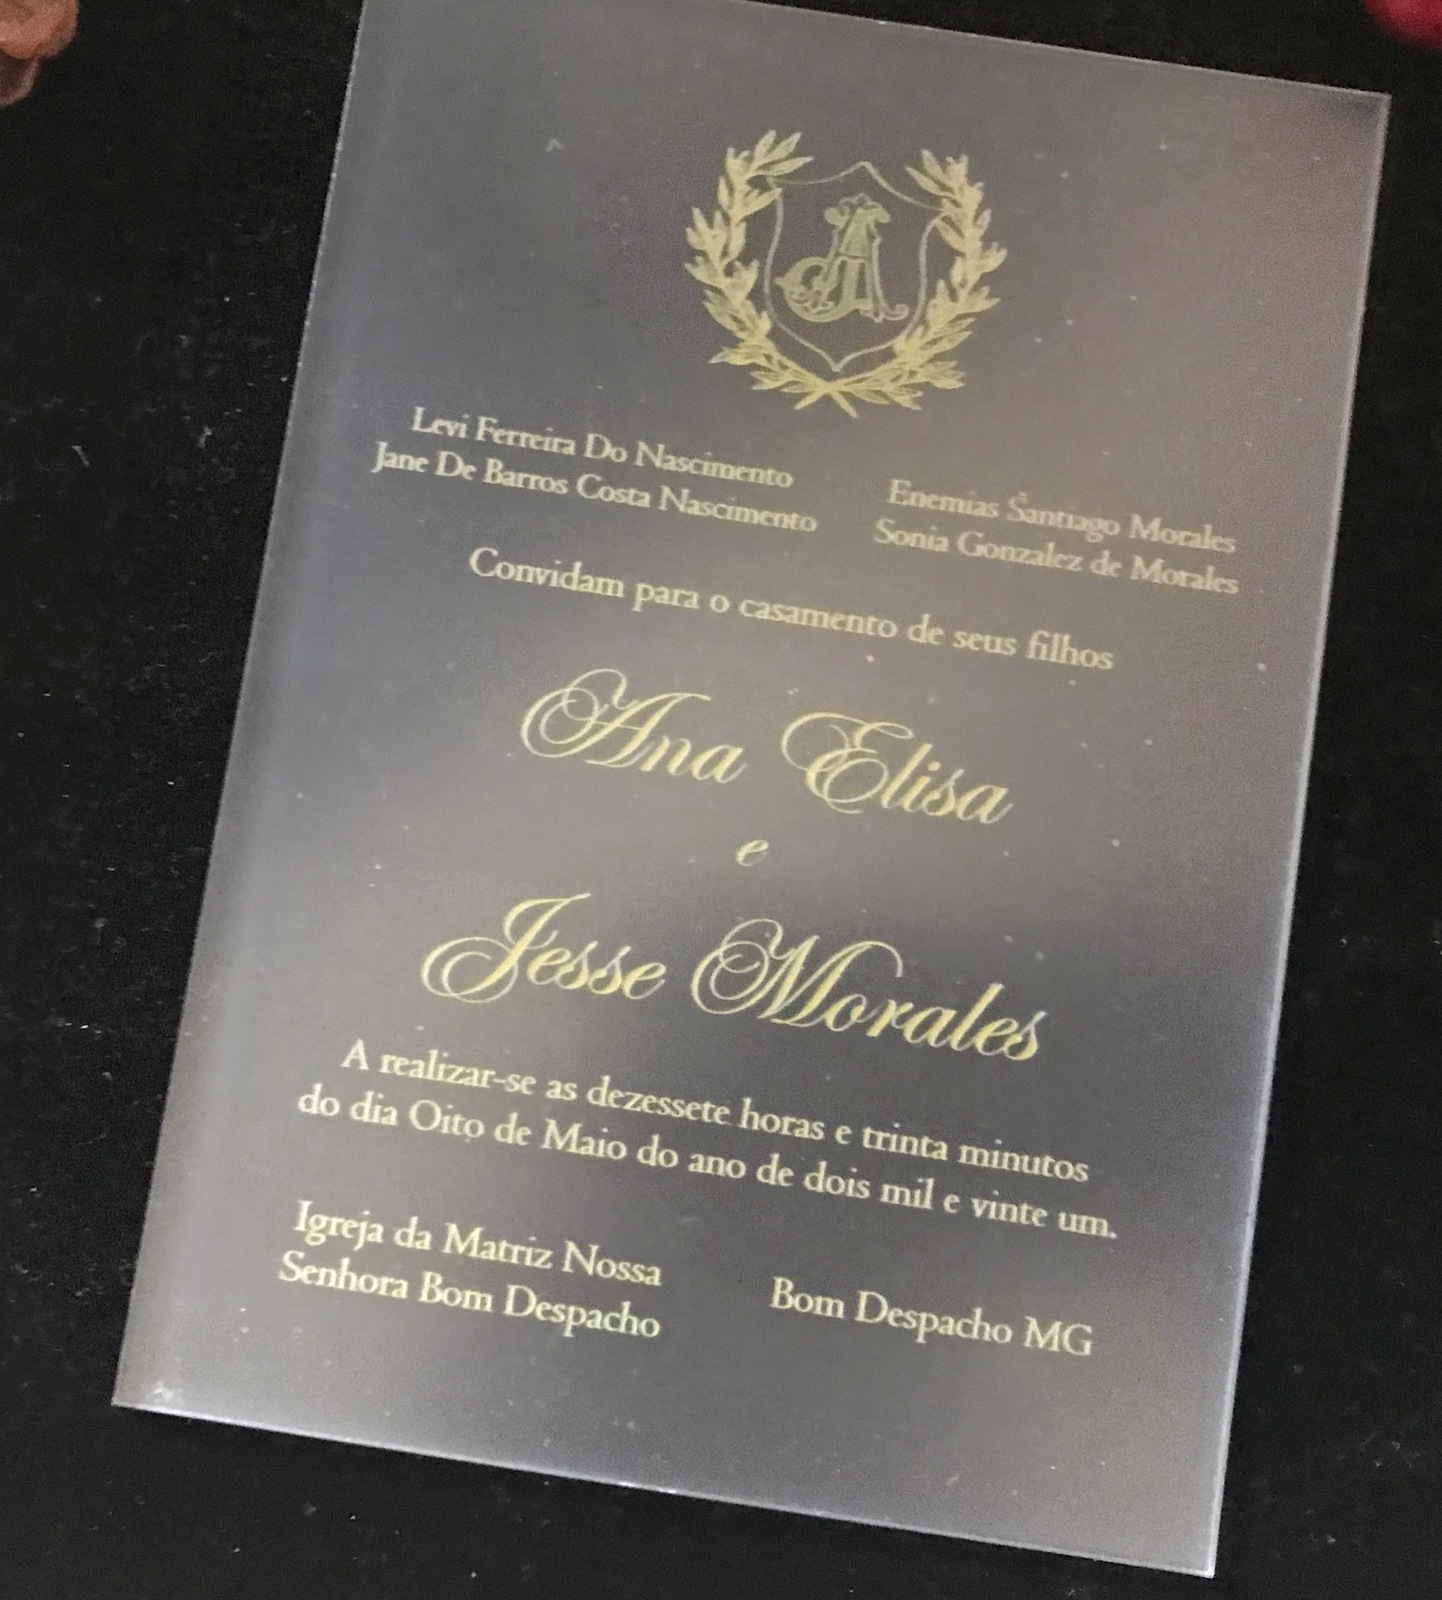 JA
Levi Ferreira Do Nascimento
Jane De Barros Costa Nascimento
Enemias Santiago Morales
Sonia Gonzalez de Morales
Convidam para o casamento de seus filhos
Ana Elisa
e
Jesse Morales
A realizar-se as dezessete horas e trinta minutos
do dia Oito de Maio do ano de dois mil e vinte um.
Igreja da Matriz Nossa
Senhora Bom Despacho
Bom Despacho MG